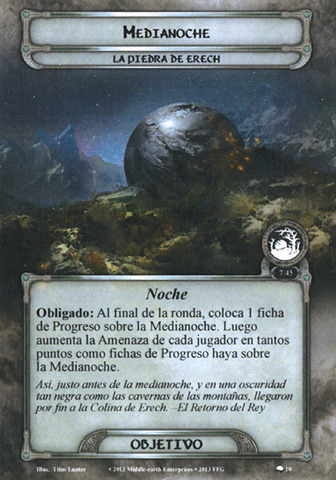 Medianoche
La Piedra de Erech
7-45
Noche
Obligado: Al final de la ronda, coloca 1 ficha
de Progreso sobre la Medianoche. Luego
aumenta la Amenaza de cada jugador en tantos
puntos como fichas de Progreso haya sobre
la Medianoche.
Así, justo antes de la medianoche, y en una oscuridad
tan negra como las cavernas de las montañas, llegaron
por fin a la Colina de Erech. –El Retorno del Rey
Objetivo
Illus. Titus Lunter © 2013 Middle-earth Enterprises © 2013 FFG 10